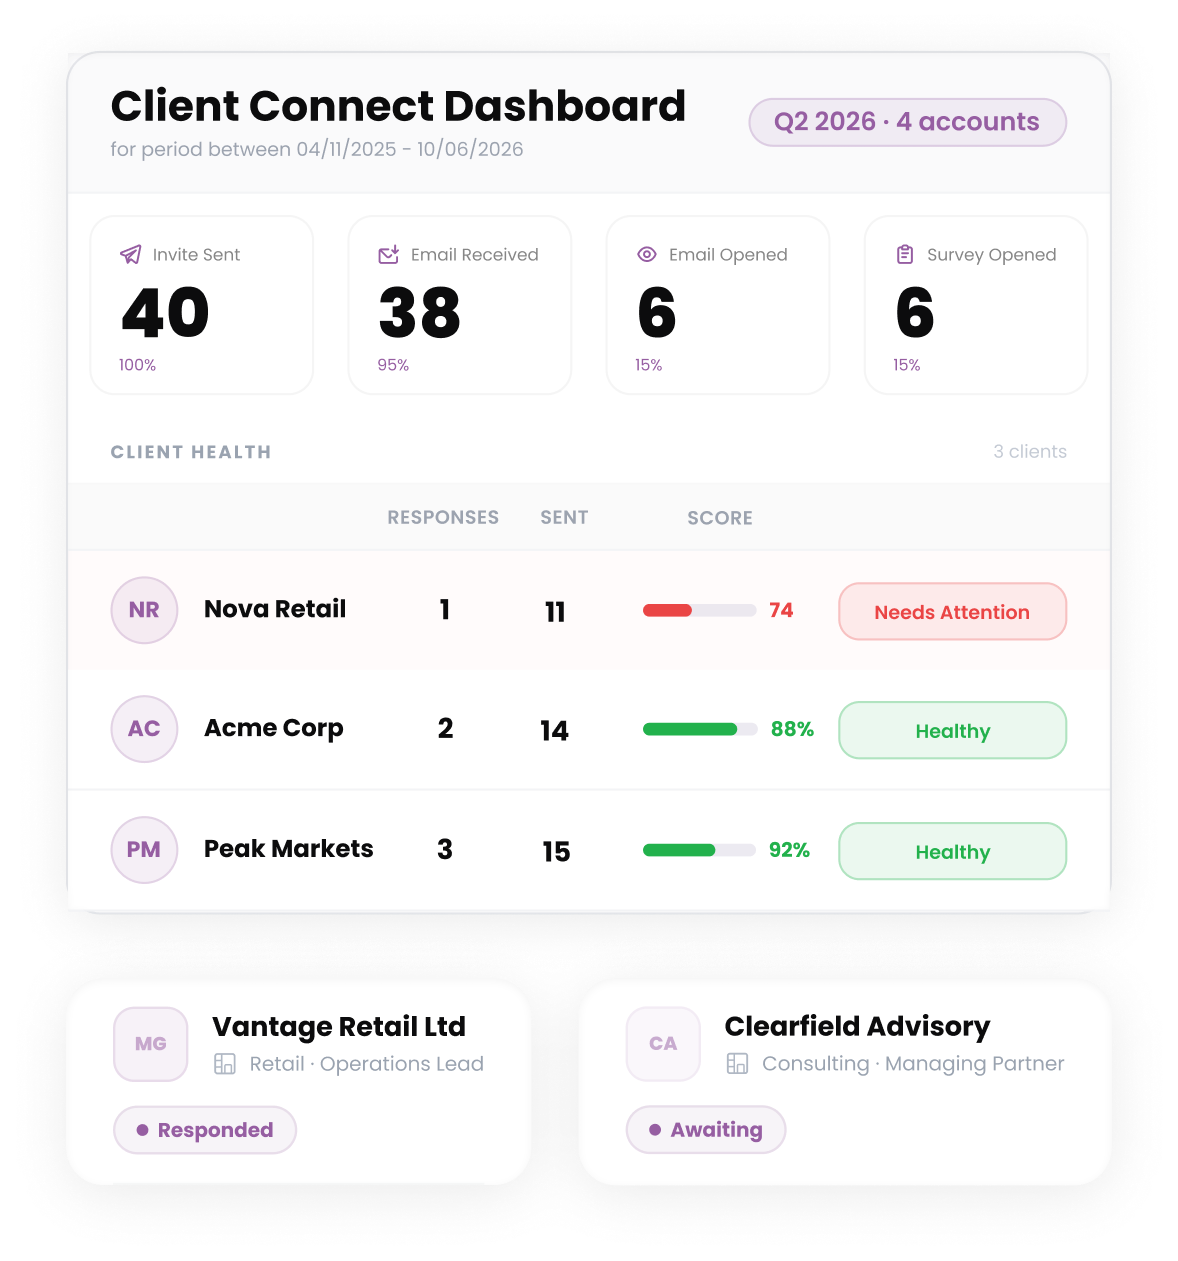 Client Connect Dashboard
for period between 04/11/2025 - 10/06/2026
Q2 2026 · 4 accounts
Invite Sent
40
100%
Email Received
38
95%
Email Opened
6
15%
Survey Opened
6
15%
CLIENT HEALTH
3 clients
RESPONSES SENT SCORE
NR Nova Retail 1 11 74 Needs Attention
AC Acme Corp 2 14 88% Healthy
PM Peak Markets 3 15 92% Healthy
MG
Vantage Retail Ltd
Retail · Operations Lead
Responded
CA
Clearfield Advisory
Consulting · Managing Partner
Awaiting